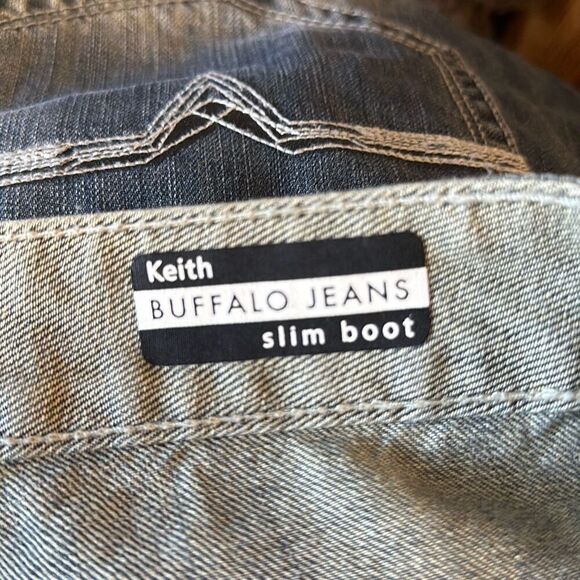 Keith
BUFFALO JEANS
slim boot